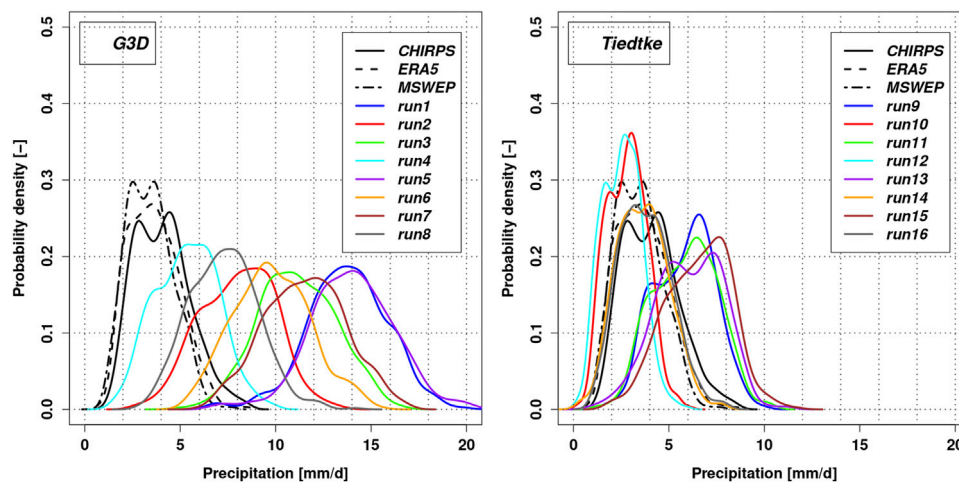 G3D
CHIRPS
ERA5
MSWEP
run1
run2
run3
run4
run5
run6
run7
run8
Probability density [–]
0.0
0.1
0.2
0.3
0.4
0.5
0
5
10
15
20
Precipitation [mm/d]
Tiedtke
CHIRPS
ERA5
MSWEP
run9
run10
run11
run12
run13
run14
run15
run16
Probability density [–]
0.0
0.1
0.2
0.3
0.4
0.5
0
5
10
15
20
Precipitation [mm/d]